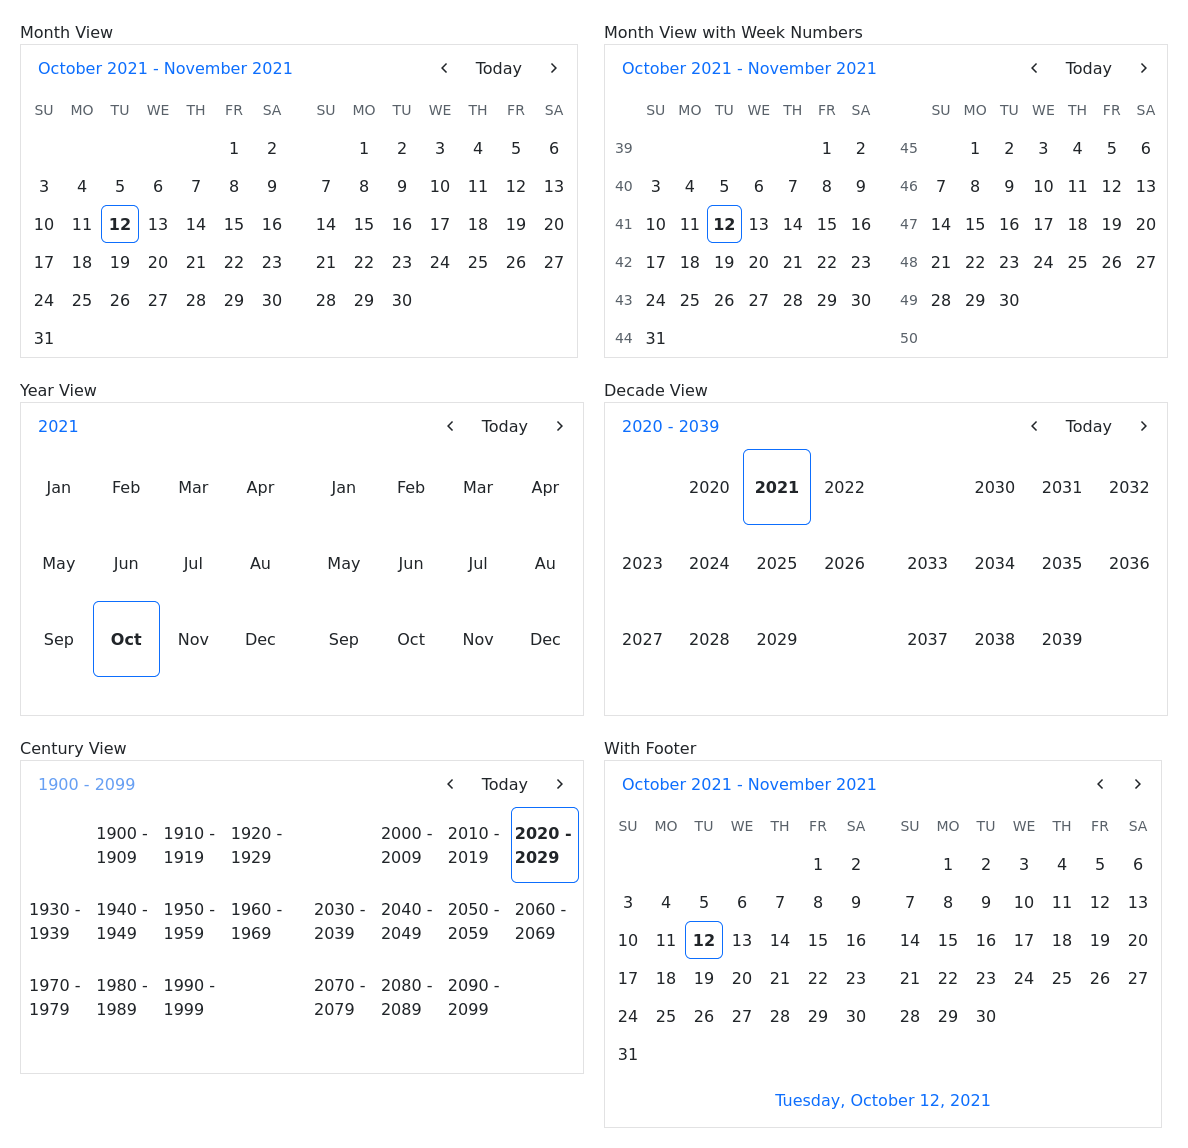 Month View
October 2021 - November 2021 Today
SU MO TU WE TH FR SA SU MO TU WE TH FR SA
1 2 1 2 3 4 5 6
3 4 5 6 7 8 9 7 8 9 10 11 12 13
10 11 12 13 14 15 16 14 15 16 17 18 19 20
17 18 19 20 21 22 23 21 22 23 24 25 26 27
24 25 26 27 28 29 30 28 29 30
31
Month View with Week Numbers
October 2021 - November 2021 Today
SU MO TU WE TH FR SA SU MO TU WE TH FR SA
39 1 2 45 1 2 3 4 5 6
40 3 4 5 6 7 8 9 46 7 8 9 10 11 12 13
41 10 11 12 13 14 15 16 47 14 15 16 17 18 19 20
42 17 18 19 20 21 22 23 48 21 22 23 24 25 26 27
43 24 25 26 27 28 29 30 49 28 29 30
44 31 50
Year View
2021 Today
Jan Feb Mar Apr Jan Feb Mar Apr
May Jun Jul Au May Jun Jul Au
Sep Oct Nov Dec Sep Oct Nov Dec
Decade View
2020 - 2039 Today
2020 2021 2022 2030 2031 2032
2023 2024 2025 2026 2033 2034 2035 2036
2027 2028 2029 2037 2038 2039
Century View
1900 - 2099 Today
1900 - 1910 - 1920 - 2000 - 2010 - 2020 -
1909 1919 1929 2009 2019 2029
1930 - 1940 - 1950 - 1960 - 2030 - 2040 - 2050 - 2060 -
1939 1949 1959 1969 2039 2049 2059 2069
1970 - 1980 - 1990 - 2070 - 2080 - 2090 -
1979 1989 1999 2079 2089 2099
With Footer
October 2021 - November 2021
SU MO TU WE TH FR SA SU MO TU WE TH FR SA
1 2 1 2 3 4 5 6
3 4 5 6 7 8 9 7 8 9 10 11 12 13
10 11 12 13 14 15 16 14 15 16 17 18 19 20
17 18 19 20 21 22 23 21 22 23 24 25 26 27
24 25 26 27 28 29 30 28 29 30
31
Tuesday, October 12, 2021